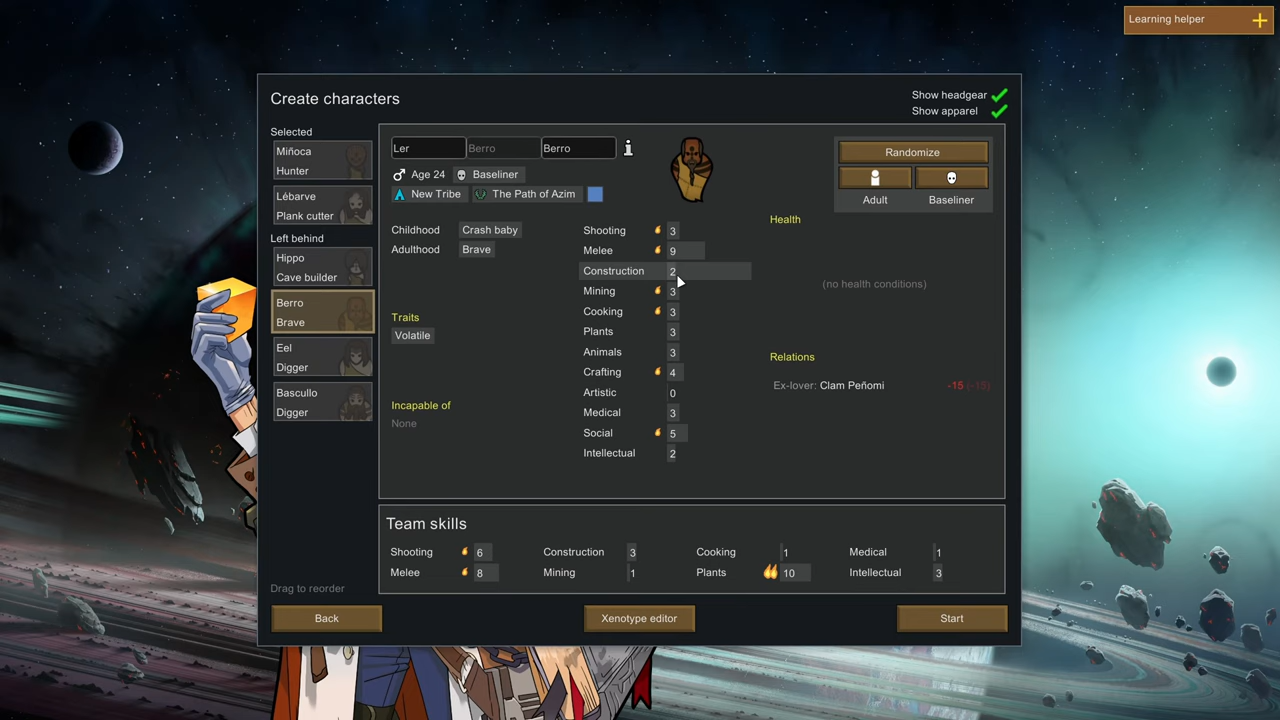 Learning helper
Create characters
Show headgear
Show apparel
Selected
Miñoca
Hunter
Lébarve
Plank cutter
Left behind
Hippo
Cave builder
Berro
Brave
Eel
Digger
Bascullo
Digger
Drag to reorder
Ler Berro Berro
Age 24 Baseliner
New Tribe The Path of Azim
Childhood Crash baby
Adulthood Brave
Traits
Volatile
Incapable of
None
Shooting 3
Melee 9
Construction 2
Mining 3
Cooking 3
Plants 3
Animals 3
Crafting 4
Artistic 0
Medical 3
Social 5
Intellectual 2
Randomize
Adult Baseliner
Health
(no health conditions)
Relations
Ex-lover: Clam Peñomi -15 (-15)
Team skills
Shooting 6 Construction 3 Cooking 1 Medical 1
Melee 8 Mining 1 Plants 10 Intellectual 3
Back Xenotype editor Start